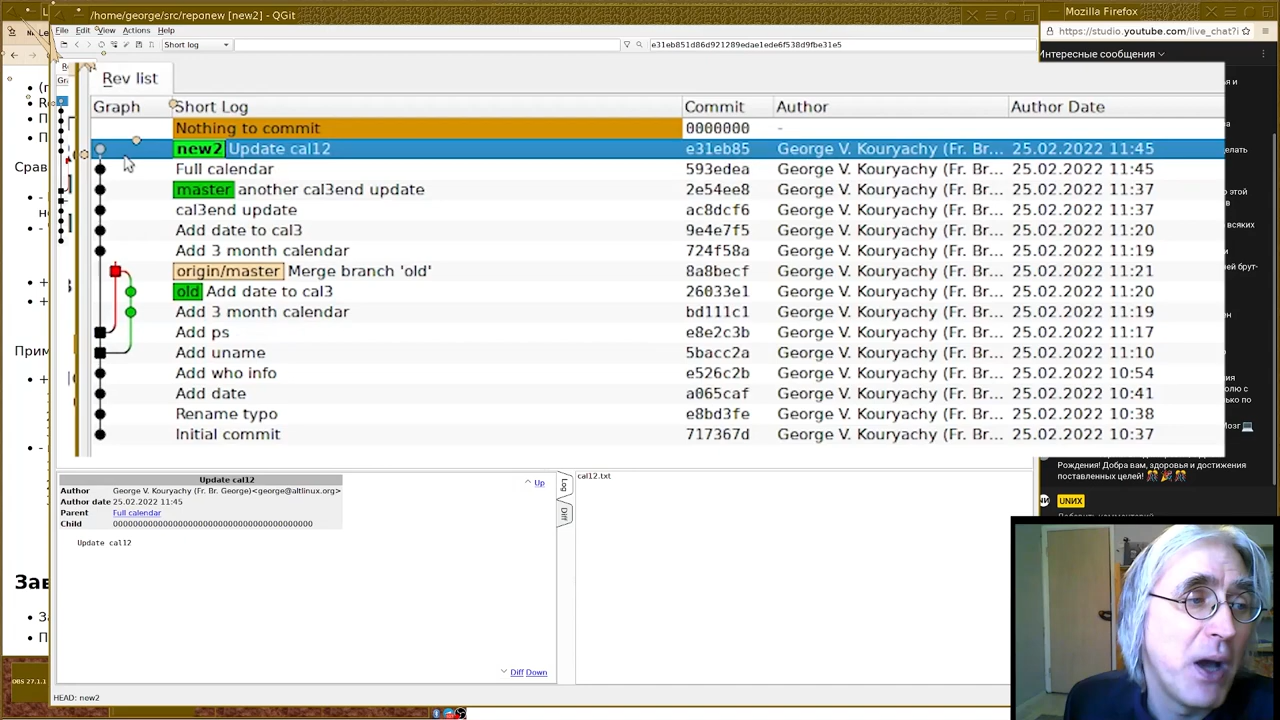 /home/george/src/reponew [new2] - QGit
Mozilla Firefox
File Edit View Actions Help
https://studio.youtube.com/live_chat?i
Short log
e31eb851d86d921289edae1ede6f538d9fbe31e5
Интересные сообщения
Rev list
Graph Short Log Commit Author Author Date
Nothing to commit 0000000 -
new2 Update cal12 e31eb85 George V. Kouryachy (Fr. Br... 25.02.2022 11:45
Full calendar 593edea George V. Kouryachy (Fr. Br... 25.02.2022 11:45
master another cal3end update 2e54ee8 George V. Kouryachy (Fr. Br... 25.02.2022 11:37
cal3end update ac8dcf6 George V. Kouryachy (Fr. Br... 25.02.2022 11:37
Add date to cal3 9e4e7f5 George V. Kouryachy (Fr. Br... 25.02.2022 11:20
Add 3 month calendar 724f58a George V. Kouryachy (Fr. Br... 25.02.2022 11:19
origin/master Merge branch 'old' 8a8becf George V. Kouryachy (Fr. Br... 25.02.2022 11:21
old Add date to cal3 26033e1 George V. Kouryachy (Fr. Br... 25.02.2022 11:20
Add 3 month calendar bd111c1 George V. Kouryachy (Fr. Br... 25.02.2022 11:19
Add ps e8e2c3b George V. Kouryachy (Fr. Br... 25.02.2022 11:17
Add uname 5bacc2a George V. Kouryachy (Fr. Br... 25.02.2022 11:10
Add who info e526c2b George V. Kouryachy (Fr. Br... 25.02.2022 10:54
Add date a065caf George V. Kouryachy (Fr. Br... 25.02.2022 10:41
Rename typo e8bd3fe George V. Kouryachy (Fr. Br... 25.02.2022 10:38
Initial commit 717367d George V. Kouryachy (Fr. Br... 25.02.2022 10:37
Срав
Прим
Зав
Update cal12
Author George V. Kouryachy (Fr. Br. George)<george@altlinux.org>
Author date 25.02.2022 11:45
Parent Full calendar
Child 0000000000000000000000000000000000000000
Update cal12
Up
Log
Diff
cal12.txt
Diff Down
HEAD: new2
Мозг
Рождения! Добра вам, здоровья и достижения
поставленных целей!
UNИX
OBS 27.1.1